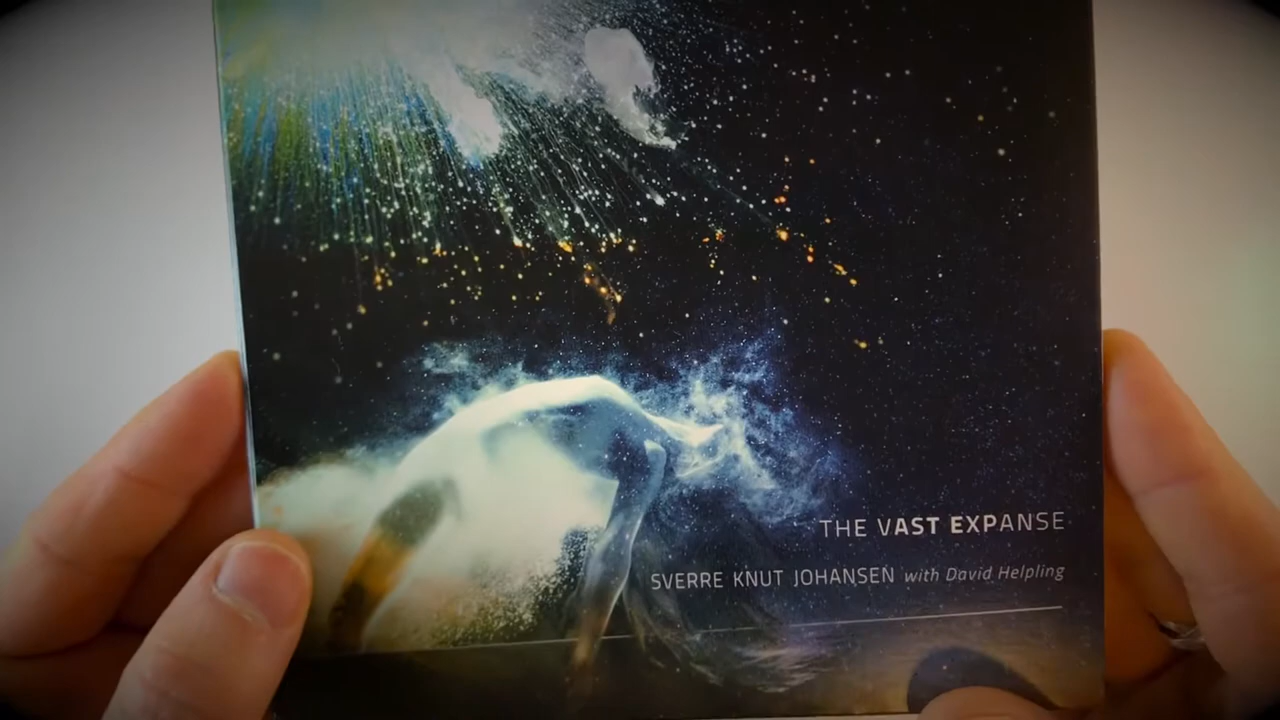 THE VAST EXPANSE
SVERRE KNUT JOHANSEN with David Helpling